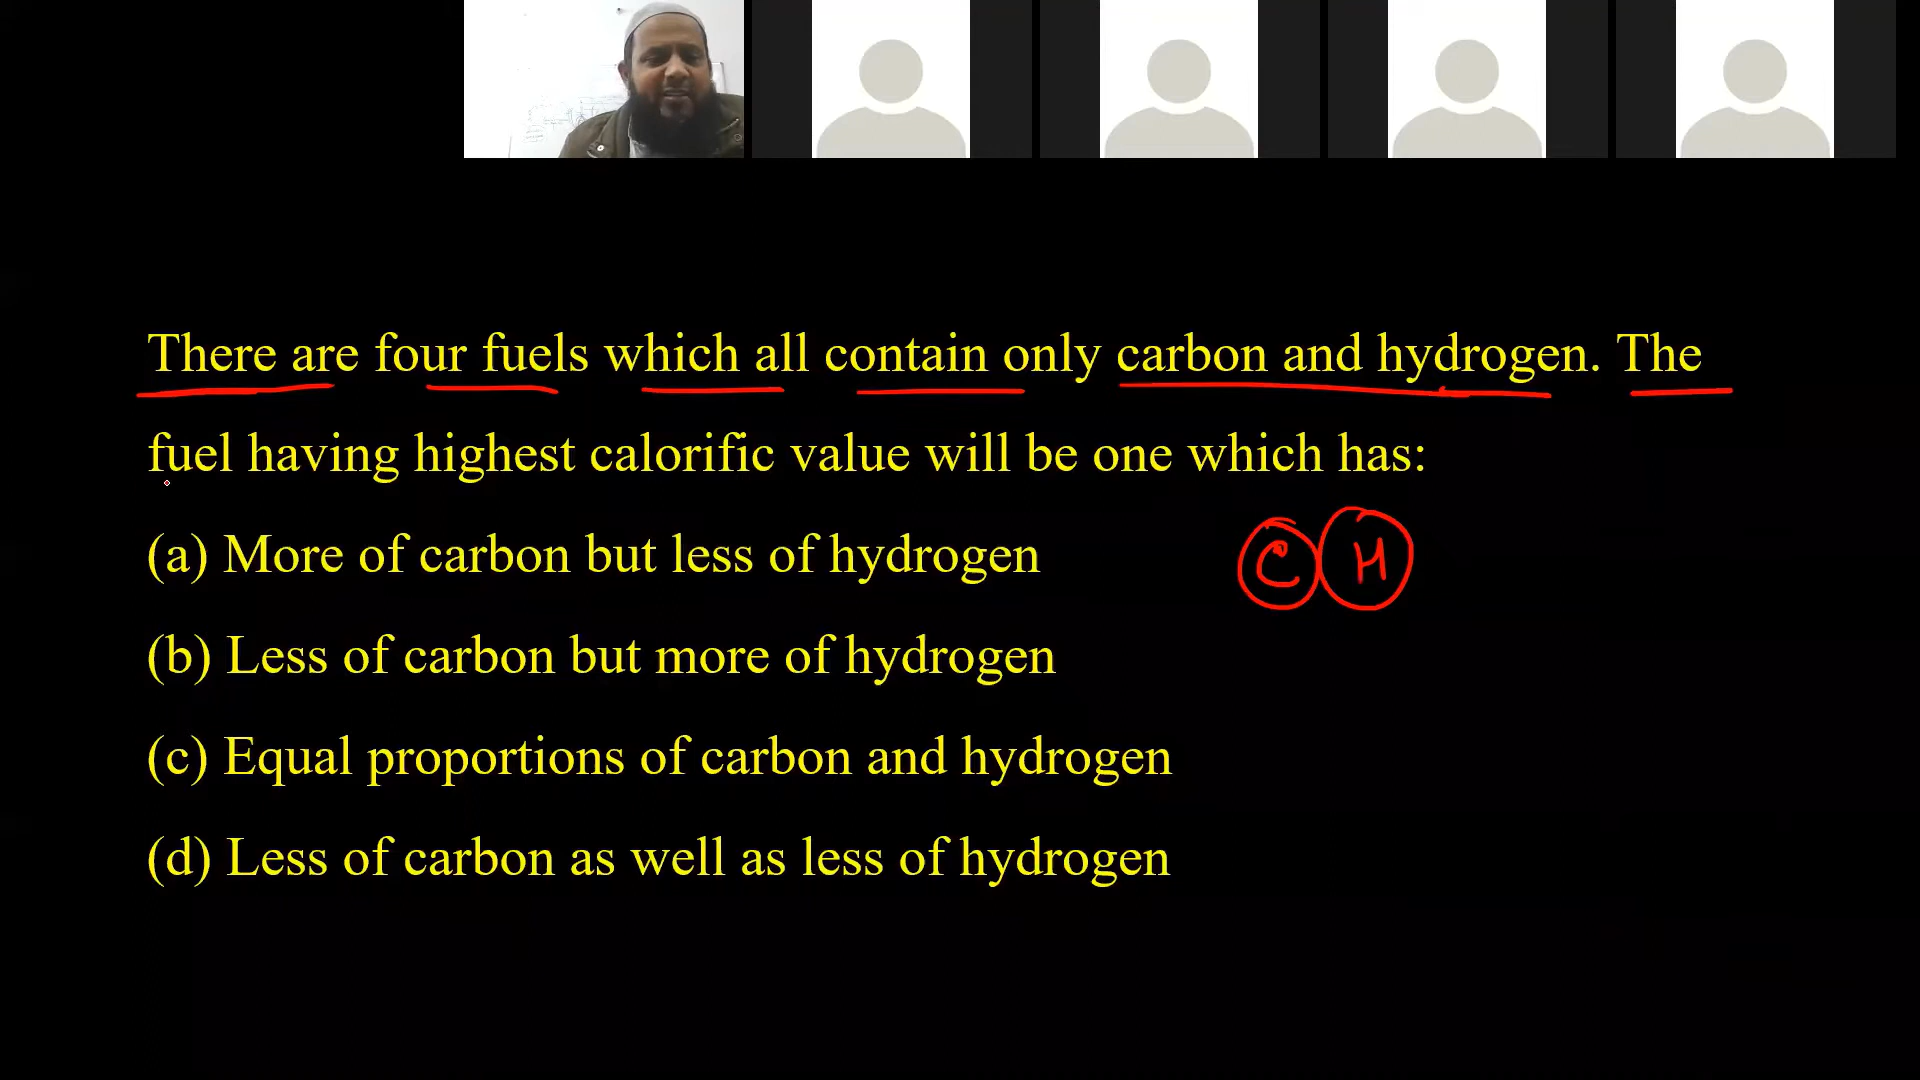 There are four fuels which all contain only carbon and hydrogen. The
fuel having highest calorific value will be one which has:
(a) More of carbon but less of hydrogen
C H
(b) Less of carbon but more of hydrogen
(c) Equal proportions of carbon and hydrogen
(d) Less of carbon as well as less of hydrogen